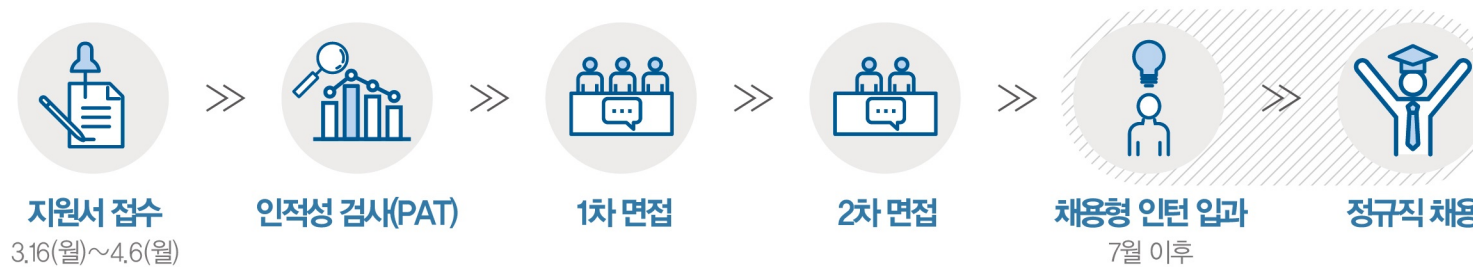 지원서 접수
3.16(월)~4.6(월)
인적성 검사(PAT)
1차 면접
2차 면접
채용형 인턴 입과
7월 이후
정규직 채용